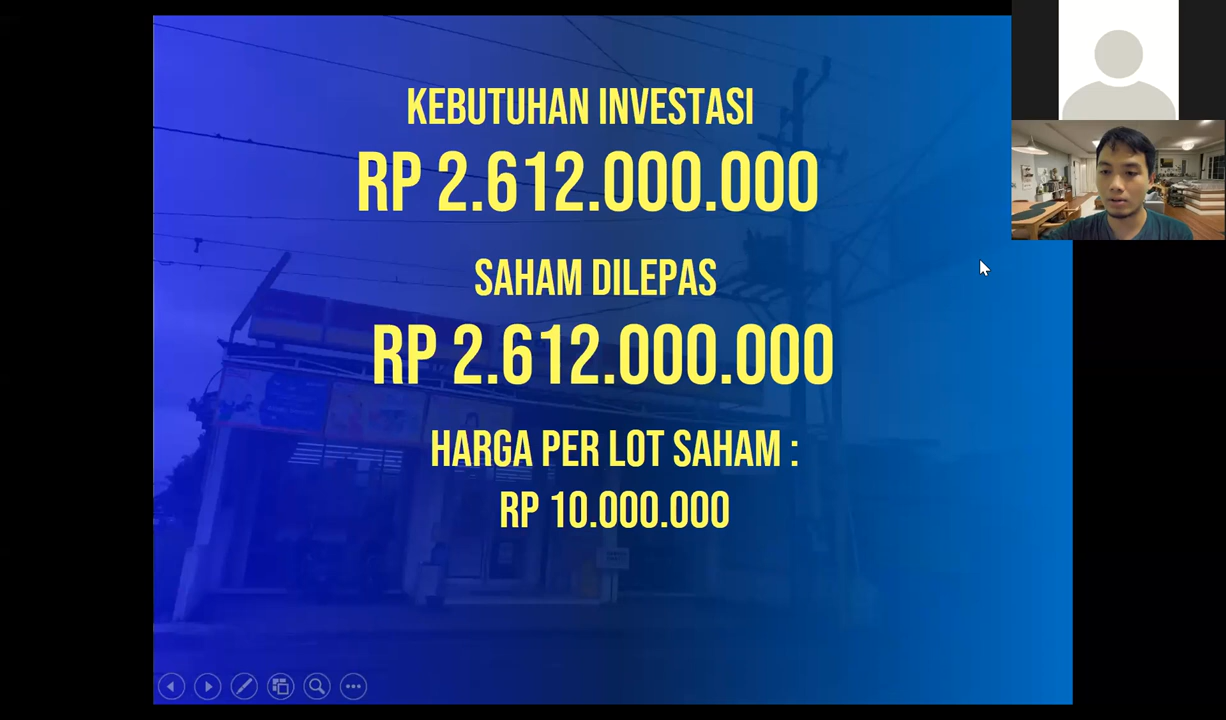 KEBUTUHAN INVESTASI
RP 2.612.000.000
SAHAM DILEPAS
RP 2.612.000.000
HARGA PER LOT SAHAM :
RP 10.000.000